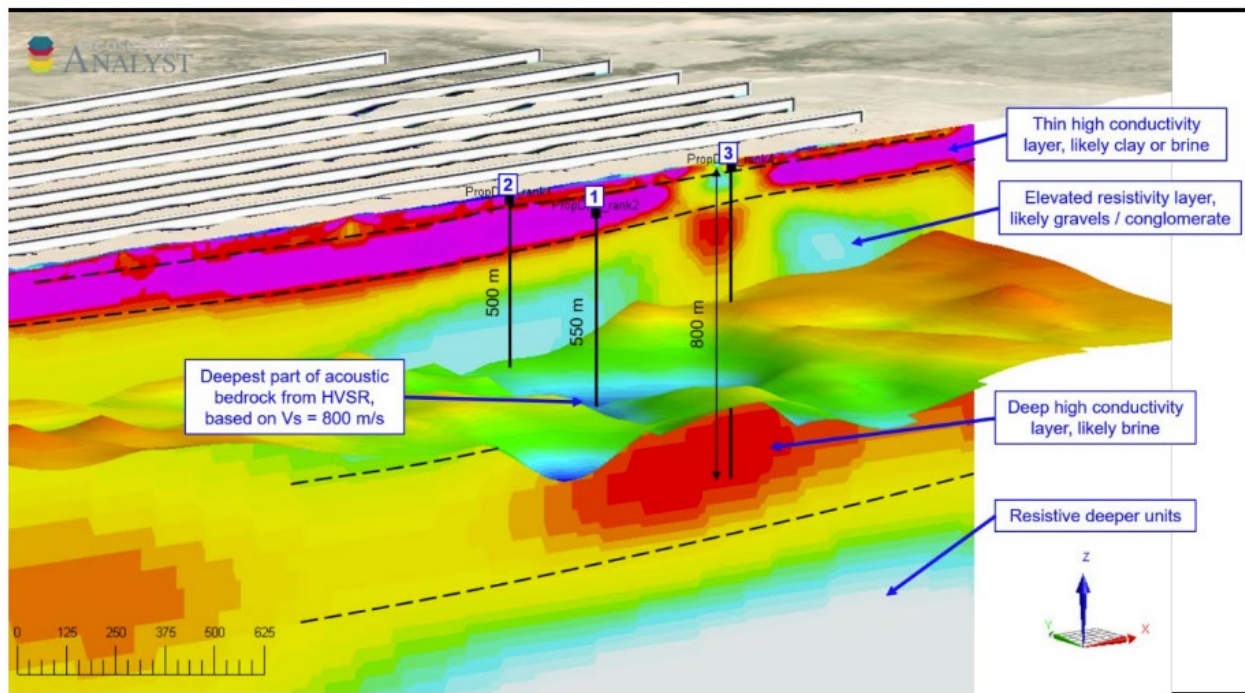 ANALYST
Thin high conductivity
layer, likely clay or brine
3
2
1
rank2
Elevated resistivity layer,
likely gravels / conglomerate
500 m
550 m
800 m
Deepest part of acoustic
bedrock from HVSR,
based on Vs = 800 m/s
Deep high conductivity
layer, likely brine
Resistive deeper units
Z
Y
X
0 125 250 375 500 625